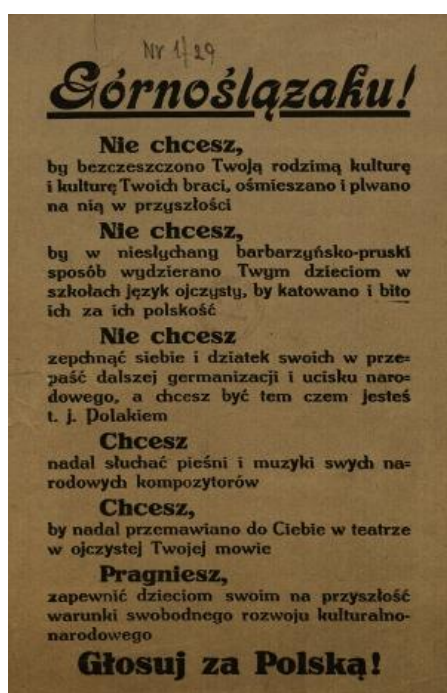 Nr 1/29
Górnoślązaku!
Nie chcesz,
by bezczeszczono Twoją rodzimą kulturę
i kulturę Twoich braci, ośmieszano i plwano
na nią w przyszłości
Nie chcesz,
by w niesłychany barbarzyńsko-pruski
sposób wydzierano Twym dzieciom w
szkołach język ojczysty, by katowano i bito
ich za ich polskość
Nie chcesz
zepchnąć siebie i dziatek swoich w prze=
paść dalszej germanizacji i ucisku naro=
dowego, a chcesz być tem czem jesteś
t. j. Polakiem
Chcesz
nadal słuchać pieśni i muzyki swych na=
rodowych kompozytorów
Chcesz,
by nadal przemawiano do Ciebie w teatrze
w ojczystej Twojej mowie
Pragniesz,
zapewnić dzieciom swoim na przyszłość
warunki swobodnego rozwoju kulturalno-
narodowego
Głosuj za Polską!